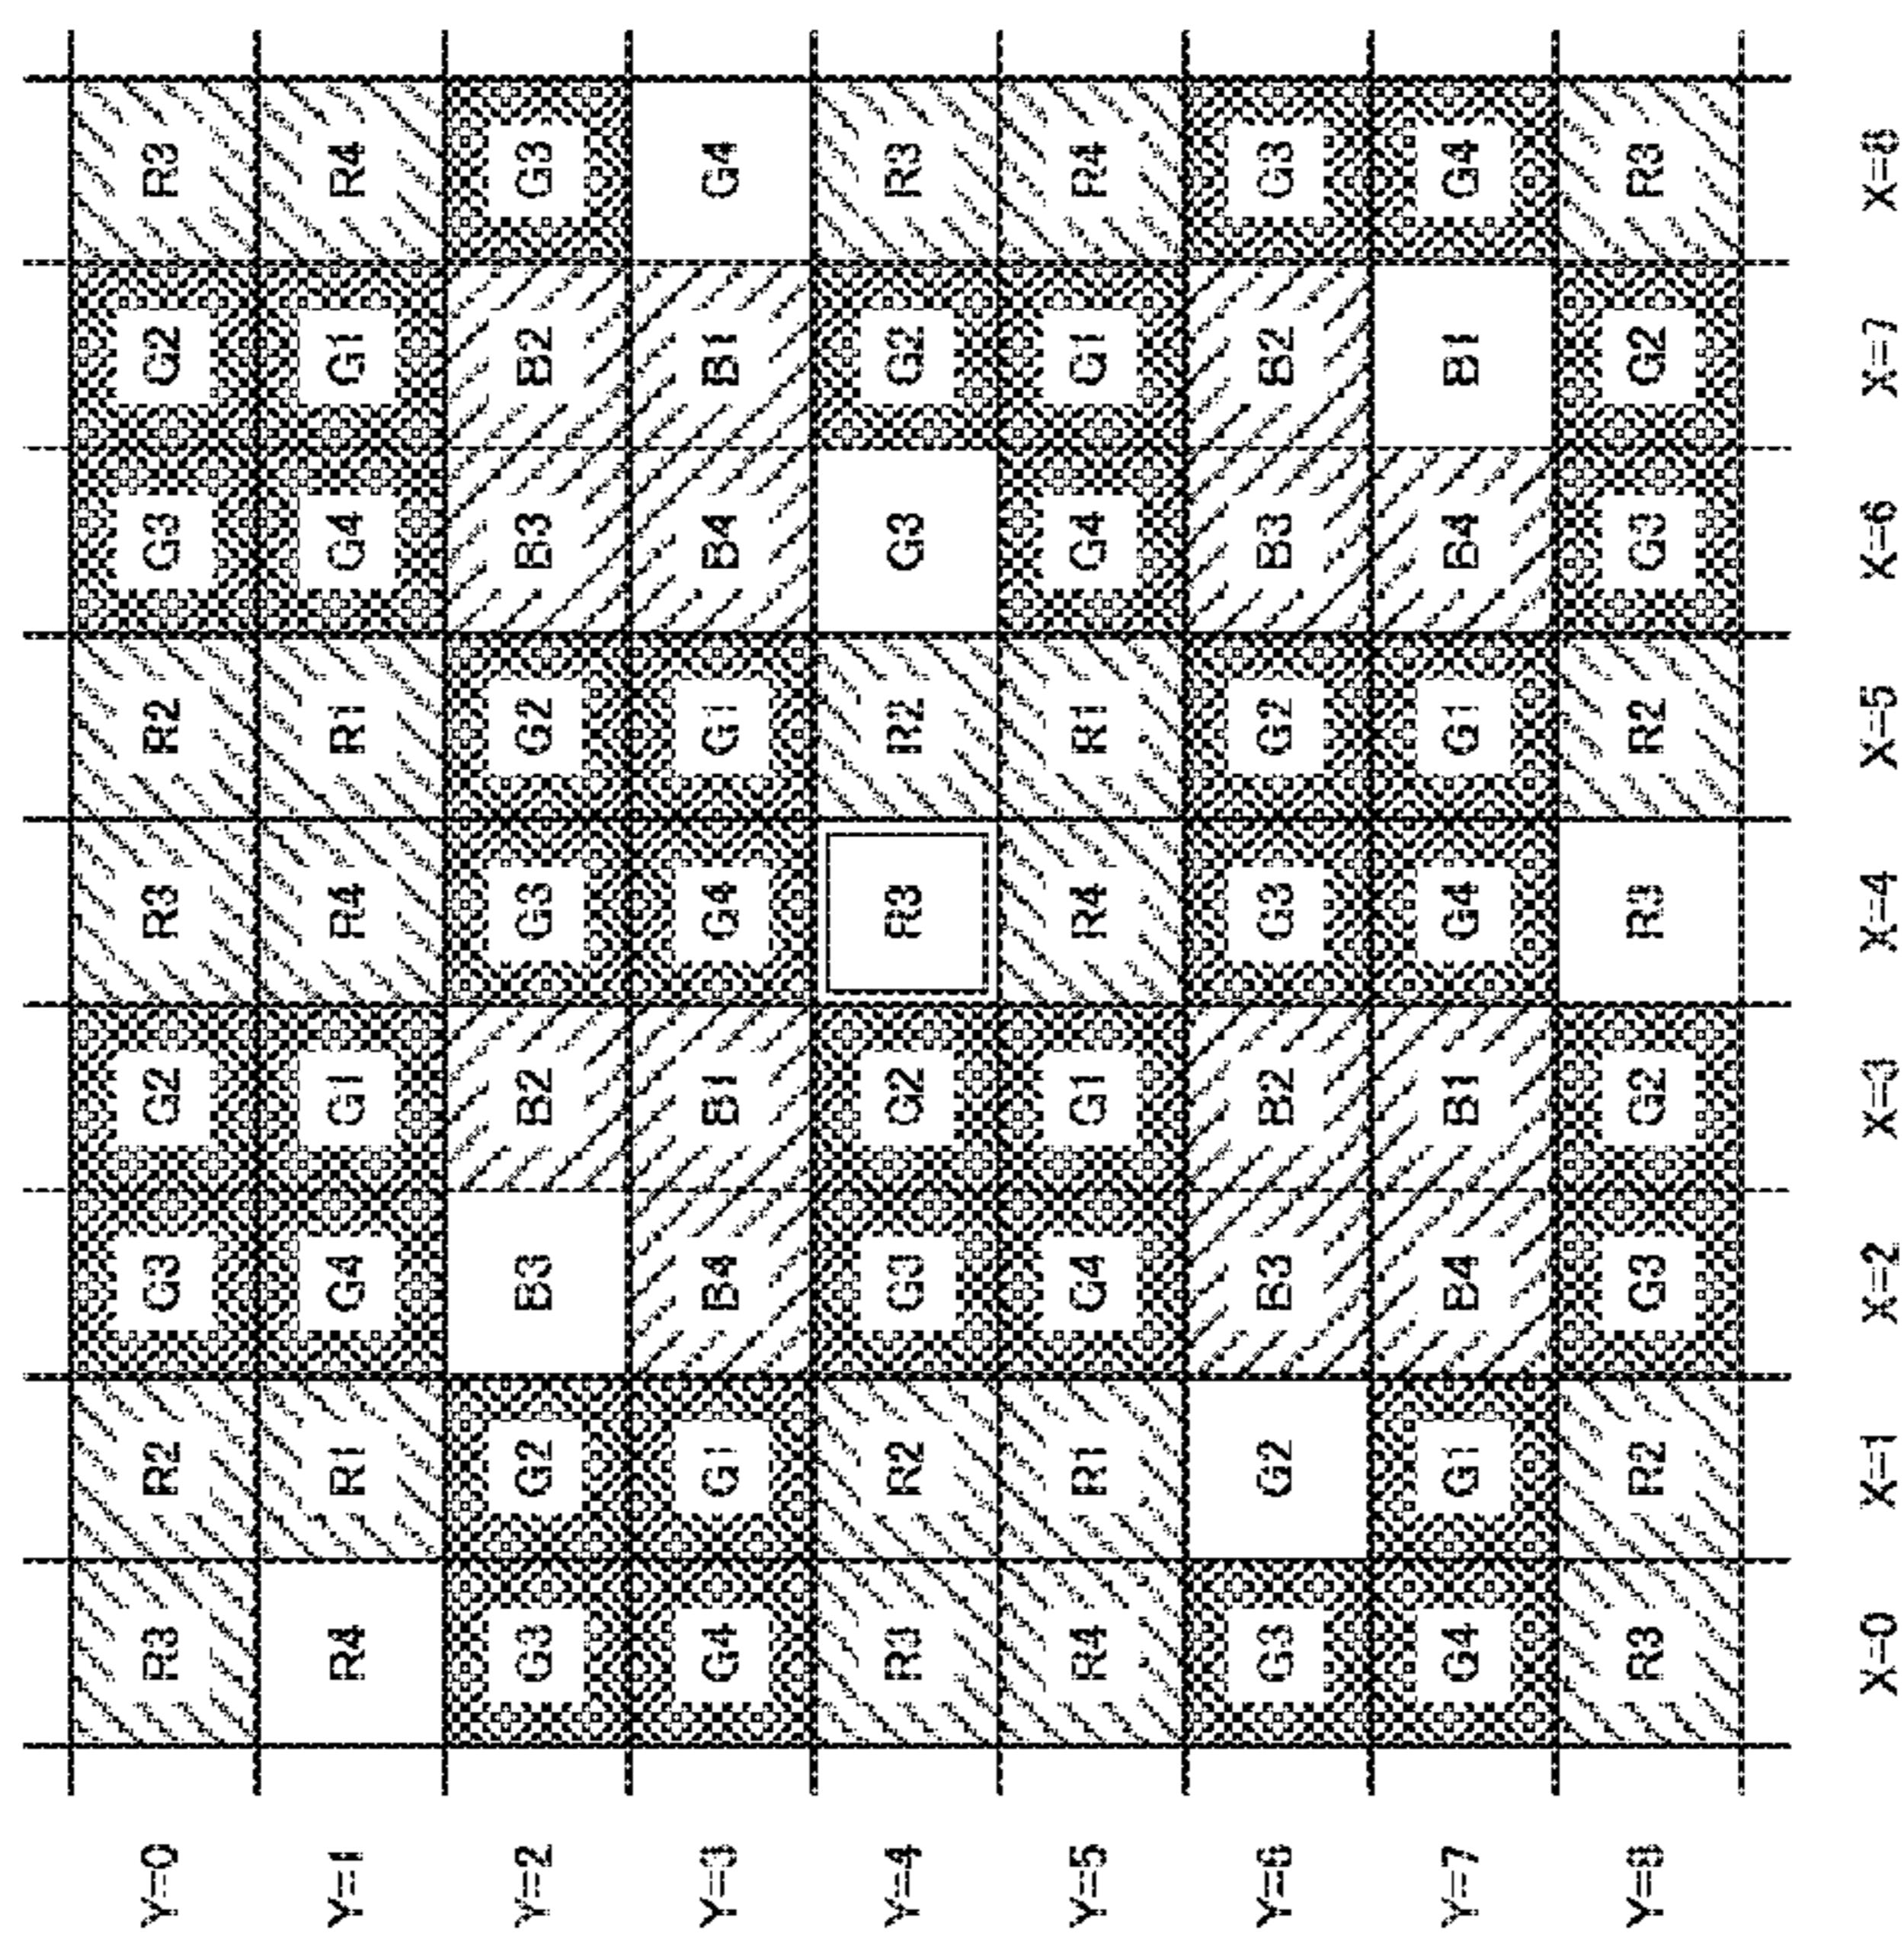 Y=0 R3 R2 G3 G2 R3 R2 G3 G2 R3
Y=1 R4 R1 G4 G1 R4 R1 G4 G1 R4
Y=2 G3 G2 B3 B2 G3 G2 B3 B2 G3
Y=3 G4 G1 B4 B1 G4 G1 B4 B1 G4
Y=4 R3 R2 G3 G2 R3 R2 G3 G2 R3
Y=5 R4 R1 G4 G1 R4 R1 G4 G1 R4
Y=6 G3 G2 B3 B2 G3 G2 B3 B2 G3
Y=7 G4 G1 B4 B1 G4 G1 B4 B1 G4
Y=8 R3 R2 G3 G2 R3 R2 G3 G2 R3
X=0 X=1 X=2 X=3 X=4 X=5 X=6 X=7 X=8